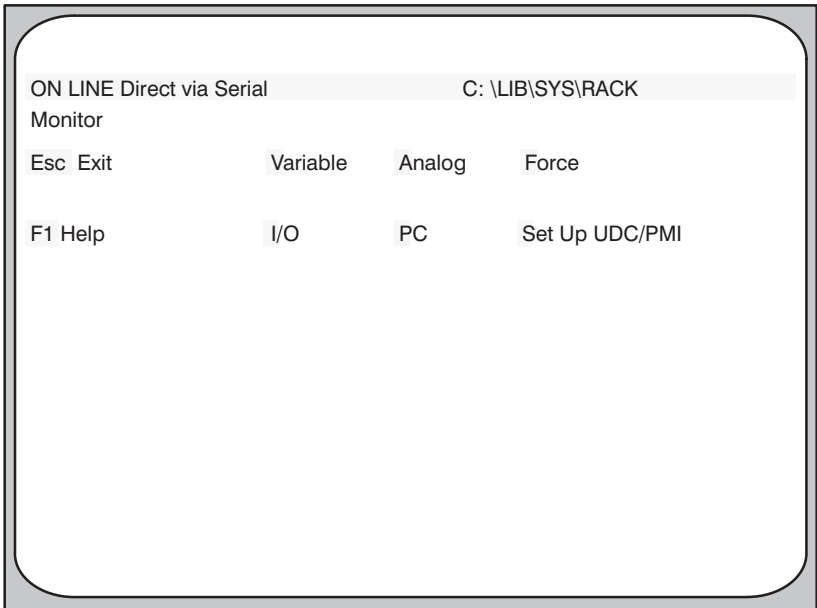 ON LINE Direct via Serial C: \LIB\SYS\RACK
Monitor
Esc Exit Variable Analog Force
F1 Help I/O PC Set Up UDC/PMI